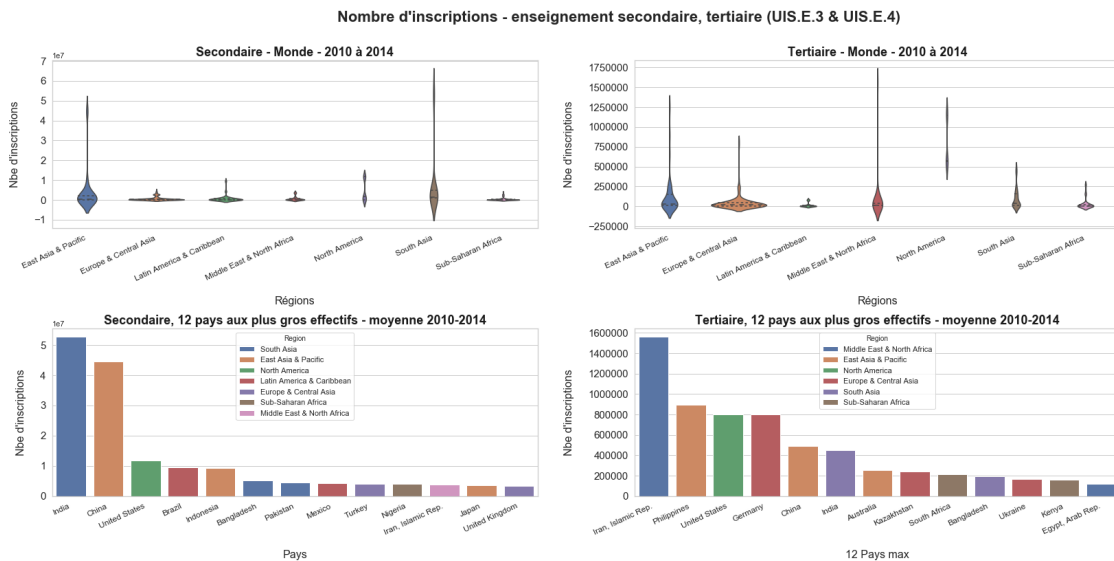 Nombre d'inscriptions - enseignement secondaire, tertiaire (UIS.E.3 & UIS.E.4)
Secondaire - Monde - 2010 à 2014
1e7
7
6
5
4
3
2
1
0
−1
Nbe d'inscriptions
East Asia & Pacific
Europe & Central Asia
Latin America & Caribbean
Middle East & North Africa
North America
South Asia
Sub-Saharan Africa
Régions
Tertiaire - Monde - 2010 à 2014
1750000
1500000
1250000
1000000
750000
500000
250000
0
−250000
Nbe d'inscriptions
East Asia & Pacific
Europe & Central Asia
Latin America & Caribbean
Middle East & North Africa
North America
South Asia
Sub-Saharan Africa
Régions
Secondaire, 12 pays aux plus gros effectifs - moyenne 2010-2014
1e7
5
4
3
2
1
0
Nbe d'inscriptions
Region
South Asia
East Asia & Pacific
North America
Latin America & Caribbean
Europe & Central Asia
Sub-Saharan Africa
Middle East & North Africa
India
China
United States
Brazil
Indonesia
Bangladesh
Pakistan
Mexico
Turkey
Nigeria
Iran, Islamic Rep.
Japan
United Kingdom
Pays
Tertiaire, 12 pays aux plus gros effectifs - moyenne 2010-2014
1600000
1400000
1200000
1000000
800000
600000
400000
200000
0
Nbe d'inscriptions
Region
Middle East & North Africa
East Asia & Pacific
North America
Europe & Central Asia
South Asia
Sub-Saharan Africa
Iran, Islamic Rep.
Philippines
United States
Germany
China
India
Australia
Kazakhstan
South Africa
Bangladesh
Ukraine
Kenya
Egypt, Arab Rep.
12 Pays max